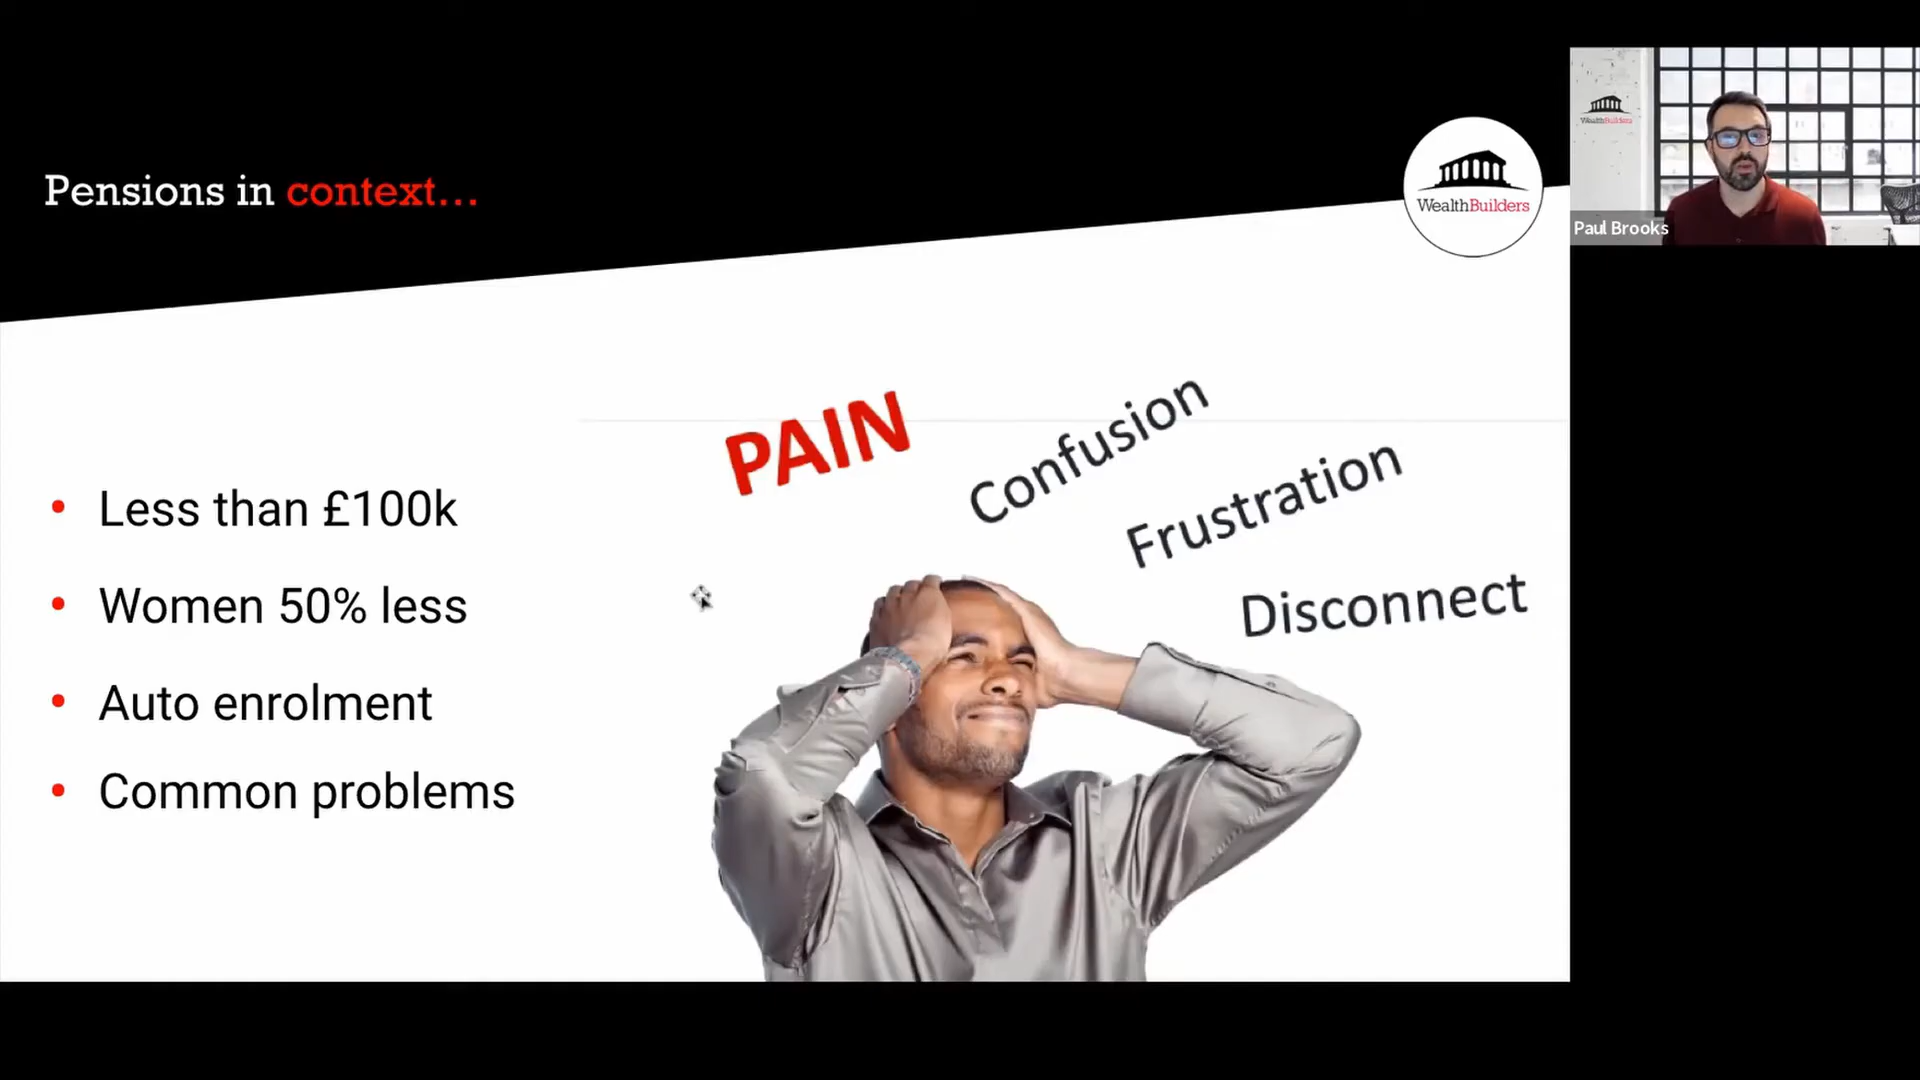 Pensions in context...
WealthBuilders
WealthBuilders
Paul Brooks
PAIN
Confusion
Frustration
Disconnect
• Less than £100k
• Women 50% less
• Auto enrolment
• Common problems